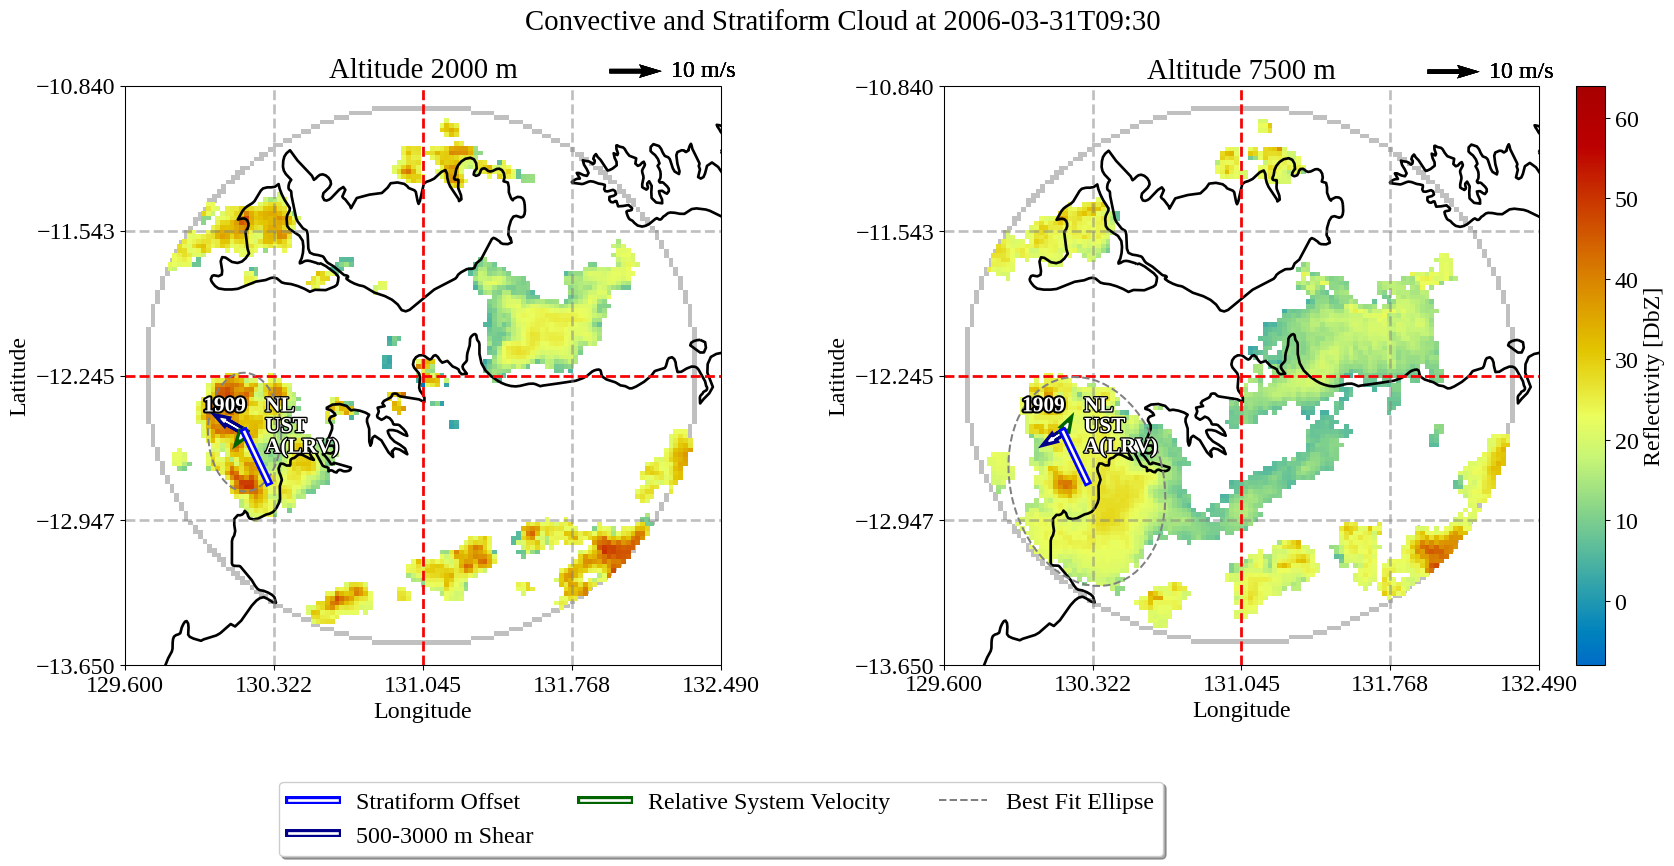 Convective and Stratiform Cloud at 2006-03-31T09:30
Altitude 2000 m
10 m/s
Altitude 7500 m
10 m/s
−10.840
−11.543
−12.245
−12.947
−13.650
129.600
130.322
131.045
131.768
132.490
Longitude
Latitude
1909
NL
UST
A(LRV)
−10.840
−11.543
−12.245
−12.947
−13.650
129.600
130.322
131.045
131.768
132.490
Longitude
Latitude
1909
NL
UST
A(LRV)
60
50
40
30
20
10
0
Reflectivity [DbZ]
Stratiform Offset
500-3000 m Shear
Relative System Velocity
Best Fit Ellipse